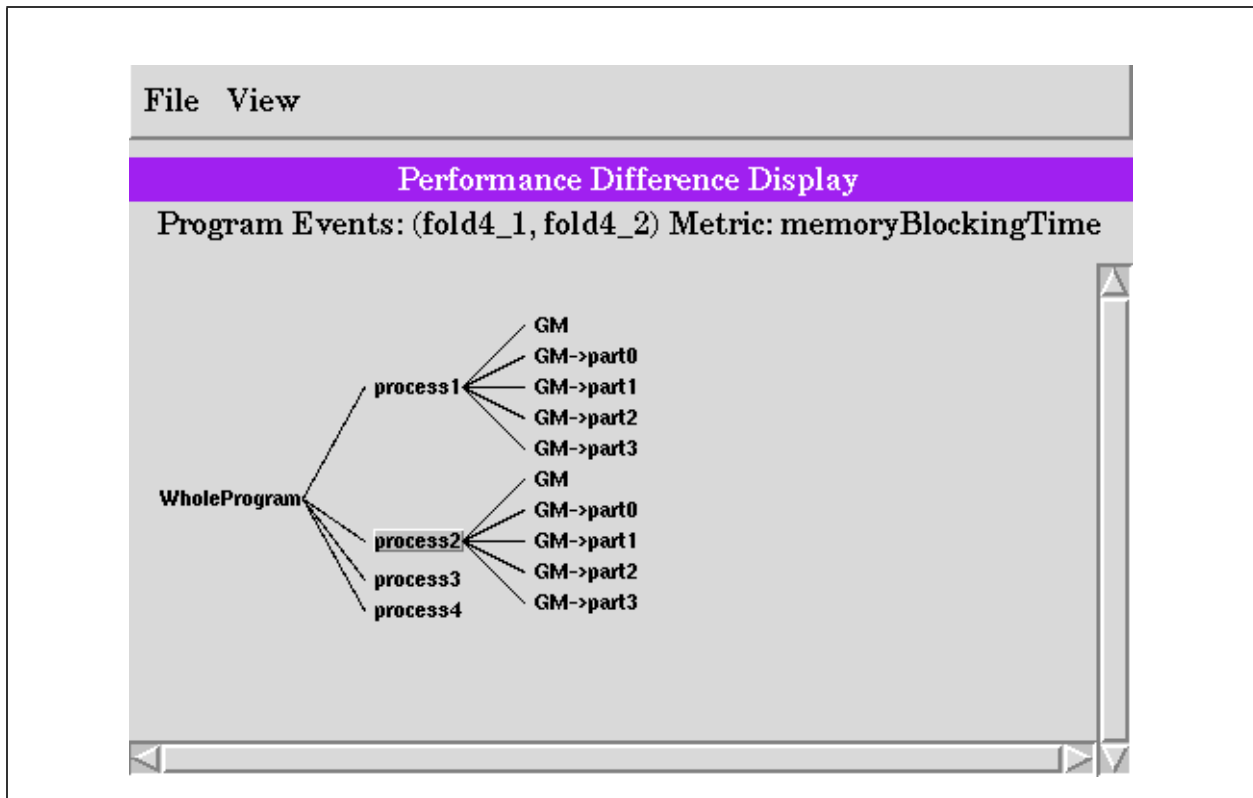 File View
Performance Difference Display
Program Events: (fold4_1, fold4_2) Metric: memoryBlockingTime
GM
GM->part0
process1 GM->part1
GM->part2
GM->part3
GM
WholeProgram
GM->part0
process2 GM->part1
GM->part2
process3
GM->part3
process4